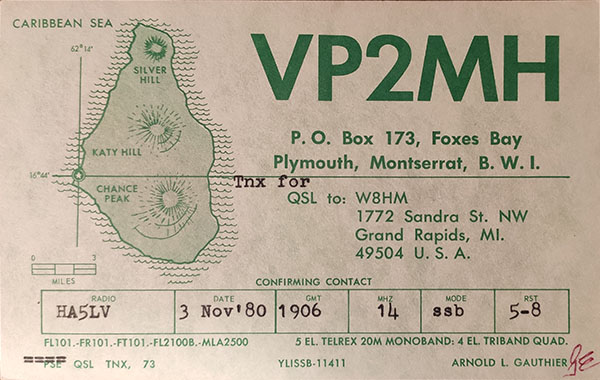 CARIBBEAN SEA
62°14'
SILVER
HILL
KATY HILL
16°44'
CHANCE
PEAK
0 3
MILES
VP2MH
P. O. Box 173, Foxes Bay
Plymouth, Montserrat, B. W. I.
Tnx for
QSL to: W8HM
1772 Sandra St. NW
Grand Rapids, MI.
49504 U. S. A.
CONFIRMING CONTACT
RADIO DATE GMT MHZ MODE RST
HA5LV 3 Nov'80 1906 14 ssb 5-8
FL101.-FR101.-FT101.-FL2100B.-MLA2500 5 EL. TELREX 20M MONOBAND: 4 EL. TRIBAND QUAD.
PSE QSL TNX, 73 YLISSB-11411 ARNOLD L. GAUTHIER